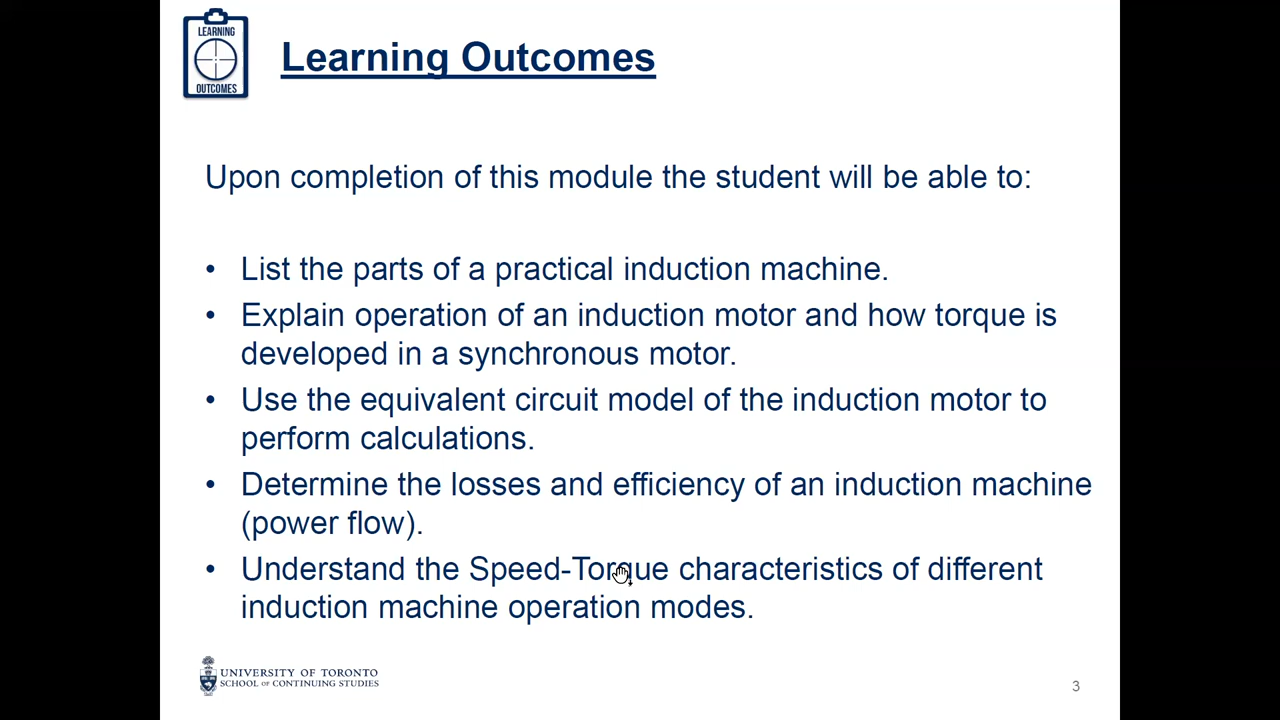 LEARNING
OUTCOMES
Learning Outcomes
Upon completion of this module the student will be able to:
• List the parts of a practical induction machine.
• Explain operation of an induction motor and how torque is
developed in a synchronous motor.
• Use the equivalent circuit model of the induction motor to
perform calculations.
• Determine the losses and efficiency of an induction machine
(power flow).
• Understand the Speed-Torque characteristics of different
induction machine operation modes.
UNIVERSITY OF TORONTO
SCHOOL OF CONTINUING STUDIES
3